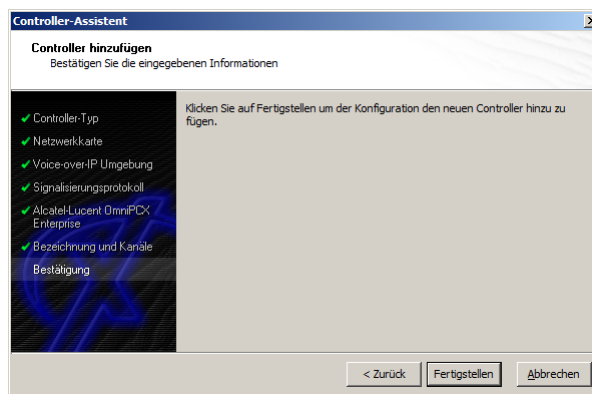 Controller-Assistent
Controller hinzufügen
Bestätigen Sie die eingegebenen Informationen
Controller-Typ
Netzwerkkarte
Voice-over-IP Umgebung
Signalisierungsprotokoll
Alcatel-Lucent OmniPCX
Enterprise
Bezeichnung und Kanäle
Bestätigung
Klicken Sie auf Fertigstellen um der Konfiguration den neuen Controller hinzu zu
fügen.
< Zurück Fertigstellen Abbrechen